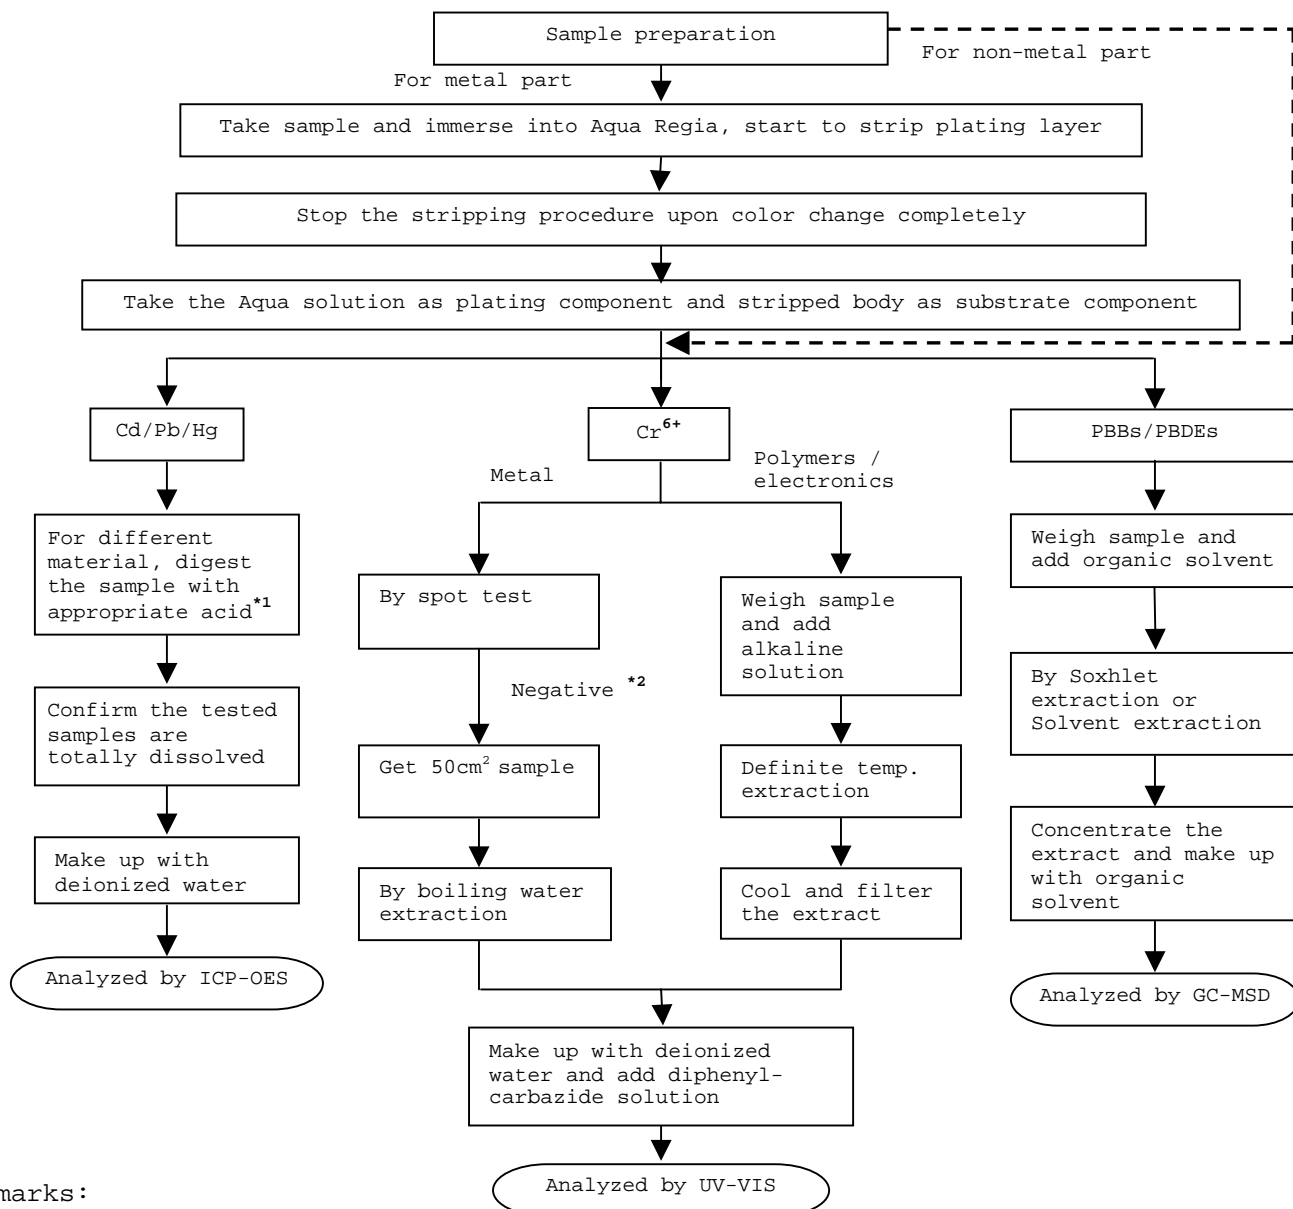 Sample preparation
For non-metal part
For metal part
Take sample and immerse into Aqua Regia, start to strip plating layer
Stop the stripping procedure upon color change completely
Take the Aqua solution as plating component and stripped body as substrate component
Cd/Pb/Hg
Cr⁶⁺
PBBs/PBDEs
Metal
Polymers /
electronics
For different
material, digest
the sample with
appropriate acid*1
By spot test
Weigh sample
and add
alkaline
solution
Weigh sample and
add organic solvent
Negative *2
Confirm the tested
samples are
totally dissolved
Get 50cm² sample
Definite temp.
extraction
By Soxhlet
extraction or
Solvent extraction
Make up with
deionized water
By boiling water
extraction
Cool and filter
the extract
Concentrate the
extract and make up
with organic
solvent
Analyzed by ICP-OES
Analyzed by GC-MSD
Make up with deionized
water and add diphenyl-
carbazide solution
Analyzed by UV-VIS
marks: